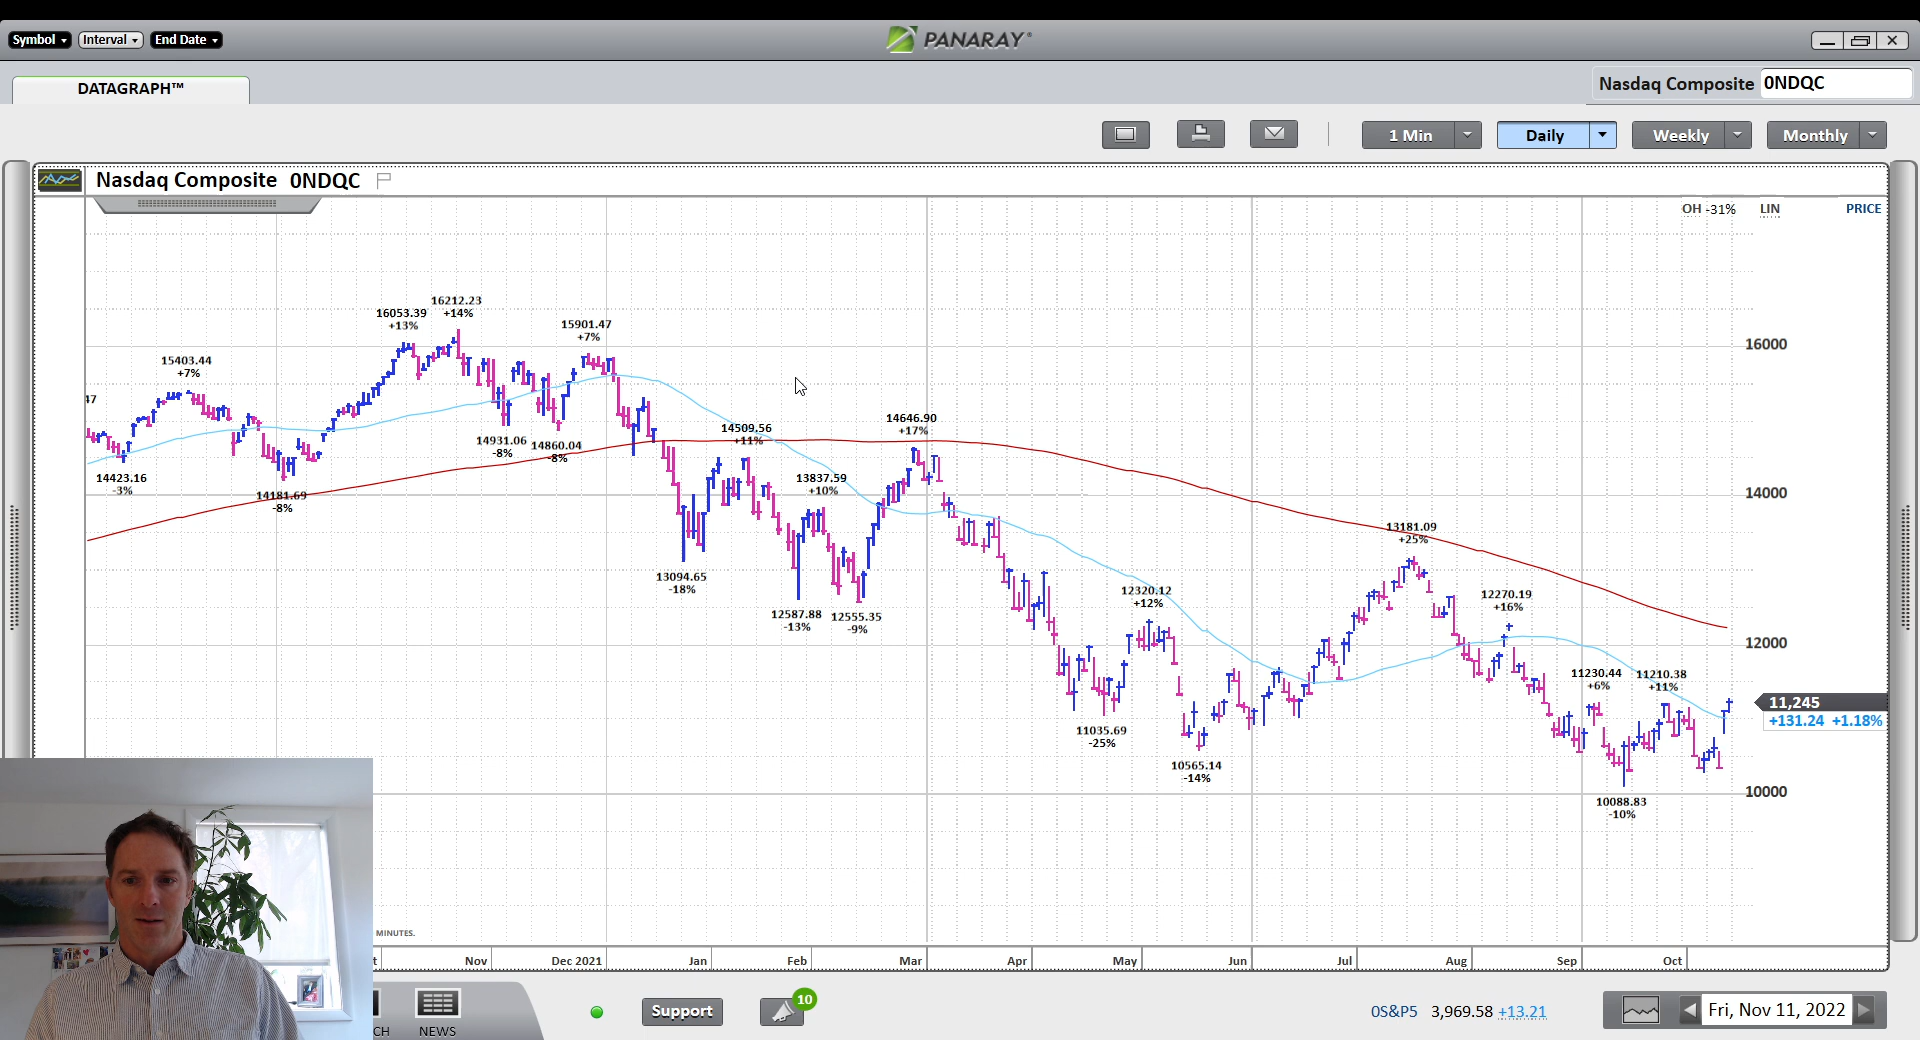 Symbol
Interval
End Date
PANARAY®
DATAGRAPH™
Nasdaq Composite 0NDQC
1 Min
Daily
Weekly
Monthly
Nasdaq Composite 0NDQC
OH -31%
LIN
PRICE
16212.23
+14%
16053.39
+13%
15901.47
+7%
15403.44
+7%
16000
47
14646.90
+17%
14509.56
+11%
14931.06
-8%
14860.04
-8%
14423.16
-3%
13837.59
+10%
14181.69
-8%
14000
13181.09
+25%
13094.65
-18%
12320.12
+12%
12270.19
+16%
12587.88
-13%
12555.35
-9%
12000
11230.44
+6%
11210.38
+11%
11,245
+131.24 +1.18%
11035.69
-25%
10565.14
-14%
10000
10088.83
-10%
MINUTES.
t
Nov
Dec 2021
Jan
Feb
Mar
Apr
May
Jun
Jul
Aug
Sep
Oct
CH
NEWS
Support
10
0S&P5 3,969.58 +13.21
Fri, Nov 11, 2022